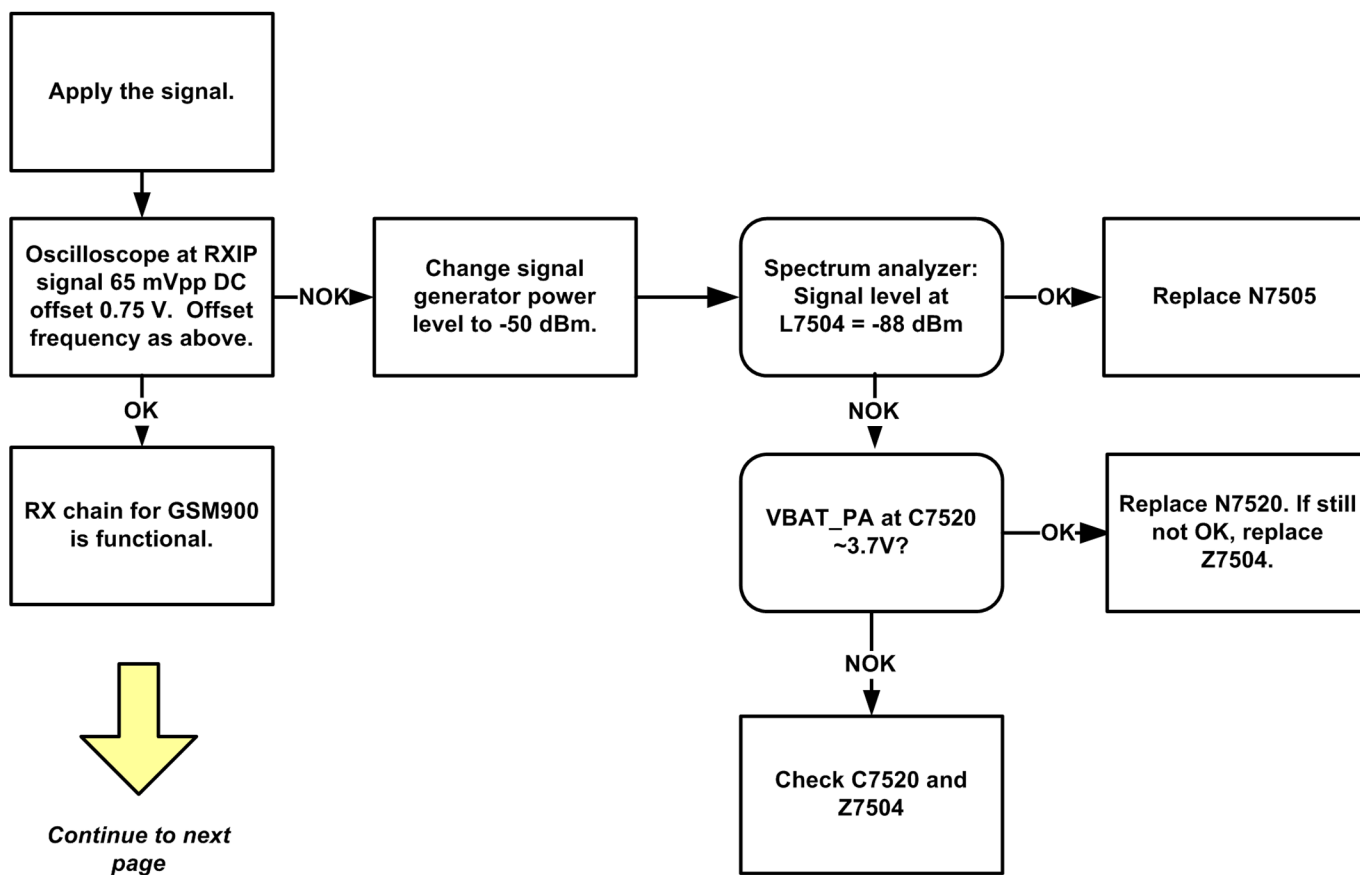 Apply the signal.
Oscilloscope at RXIP
signal 65 mVpp DC
offset 0.75 V.  Offset
frequency as above.
NOK
Change signal
generator power
level to -50 dBm.
Spectrum analyzer:
Signal level at
L7504 = -88 dBm
OK
Replace N7505
OK
NOK
RX chain for GSM900
is functional.
VBAT_PA at C7520
~3.7V?
OK
Replace N7520. If still
not OK, replace
Z7504.
NOK
Check C7520 and
Z7504
Continue to next
page